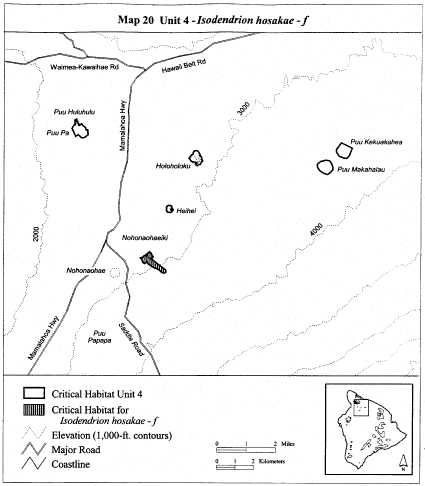 Map 20 Unit 4 - Isodendrion hosakae - f
Waimea-Kawaihae Rd
Hawaii Belt Rd
Mamalahoa Hwy
3000
Puu Huluhulu
Puu Pa
Puu Kekuakahea
Holoholoku
Puu Makahalau
Heihei
2000
4000
Nohonaohaeiki
Nohonaohae
Mamalahoa Hwy
Puu
Papapa
Saddle Road
Critical Habitat Unit 4
Critical Habitat for
Isodendrion hosakae - f
Elevation (1,000-ft. contours)
Major Road
Coastline
0 1 2 Miles
0 1 2 Kilometers
N